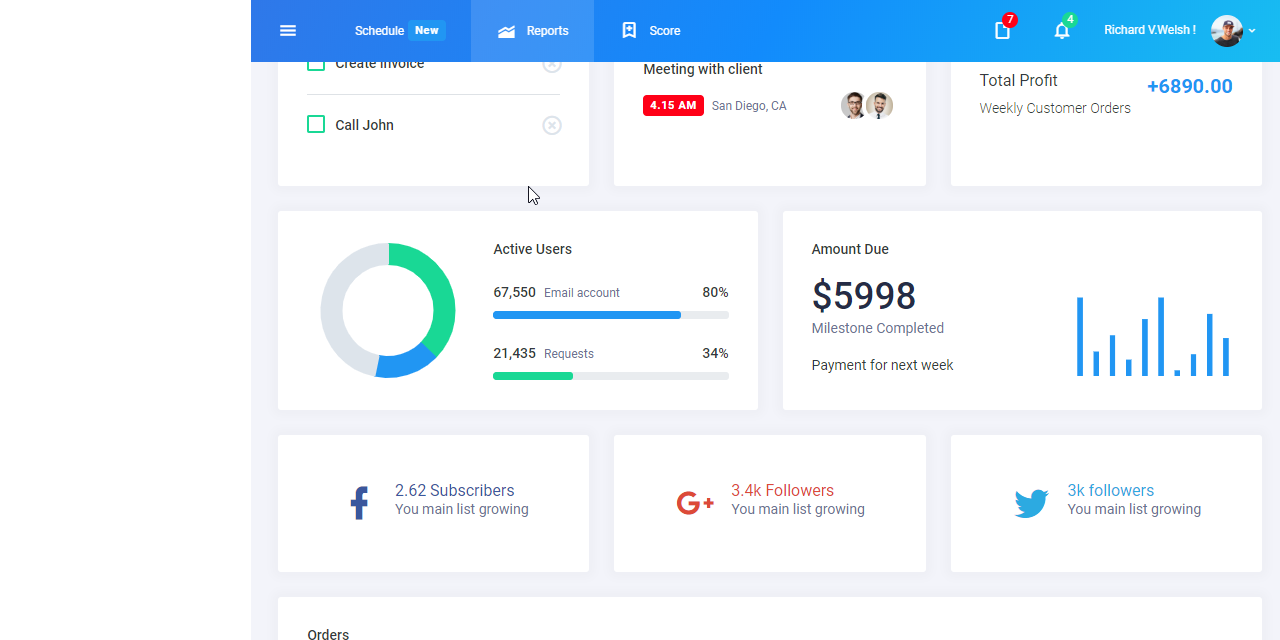 Schedule New
Reports
Score
7
4
Richard V.Welsh !
Create Invoice
Call John
Meeting with client
4.15 AM San Diego, CA
Total Profit
+6890.00
Weekly Customer Orders
Active Users
67,550 Email account 80%
21,435 Requests 34%
Amount Due
$5998
Milestone Completed
Payment for next week
2.62 Subscribers
You main list growing
3.4k Followers
You main list growing
3k followers
You main list growing
Orders